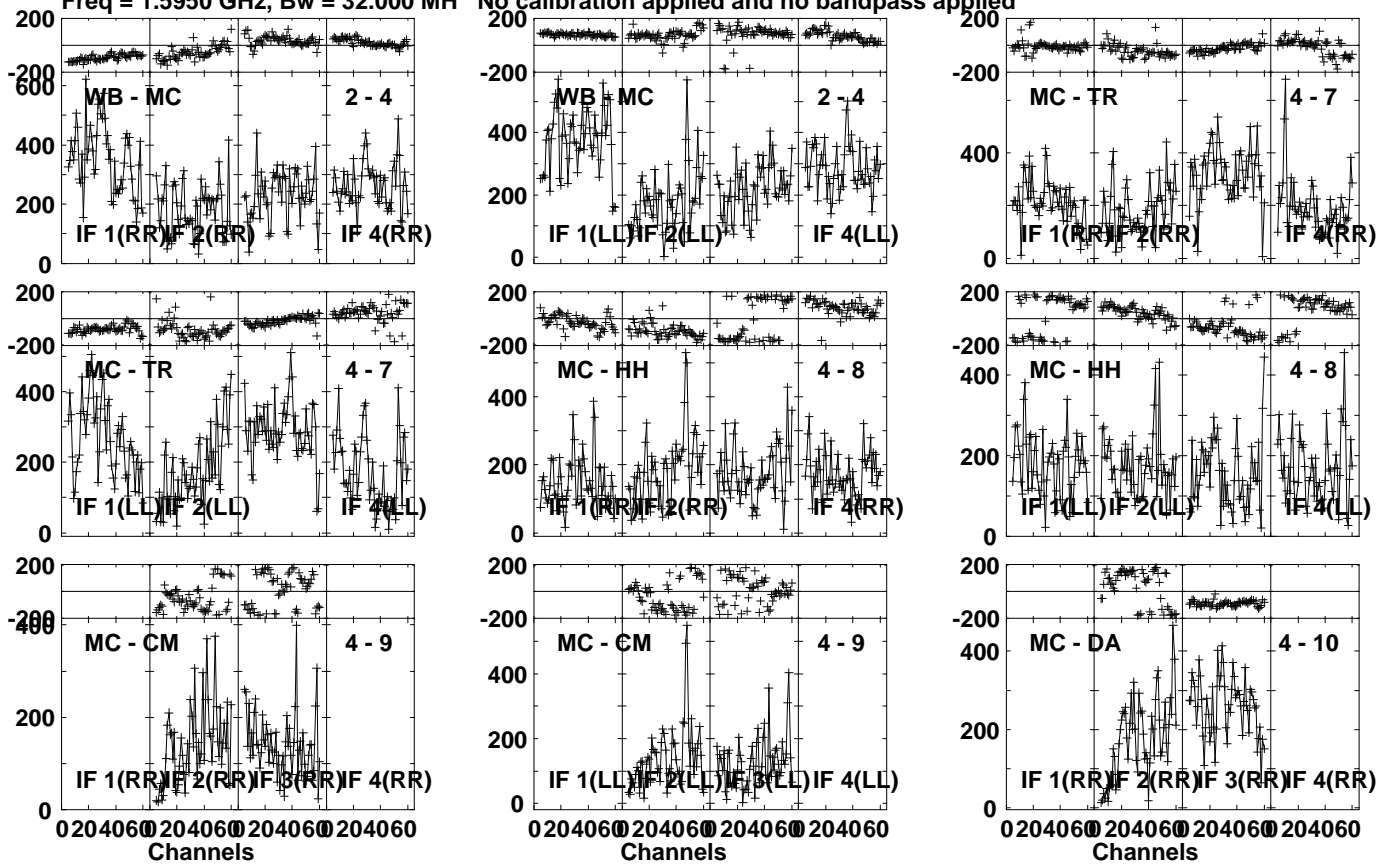 Freq = 1.5950 GHz, Bw = 32.000 MH No calibration applied and no bandpass applied
200
-200
600
400
200
0
WB - MC 2 - 4
IF 1(RR) IF 2(RR) IF 4(RR)
200
-200
400
200
0
WB - MC 2 - 4
IF 1(LL) IF 2(LL) IF 4(LL)
200
-200
400
200
0
MC - TR 4 - 7
IF 1(RR) IF 2(RR) IF 4(RR)
200
-200
400
200
0
MC - TR 4 - 7
IF 1(LL) IF 2(LL) IF 4(LL)
200
-200
400
200
0
MC - HH 4 - 8
IF 1(RR) IF 2(RR) IF 4(RR)
200
-200
400
200
0
MC - HH 4 - 8
IF 1(LL) IF 2(LL) IF 4(LL)
200
-200
400
200
0
MC - CM 4 - 9
IF 1(RR) IF 2(RR) IF 3(RR) IF 4(RR)
0 20 40 60 0 20 40 60 0 20 40 60 0 20 40 60
Channels
200
-200
400
200
0
MC - CM 4 - 9
IF 1(LL) IF 2(LL) IF 3(LL) IF 4(LL)
0 20 40 60 0 20 40 60 0 20 40 60 0 20 40 60
Channels
200
-200
400
200
0
MC - DA 4 - 10
IF 1(RR) IF 2(RR) IF 3(RR) IF 4(RR)
0 20 40 60 0 20 40 60 0 20 40 60 0 20 40 60
Channels